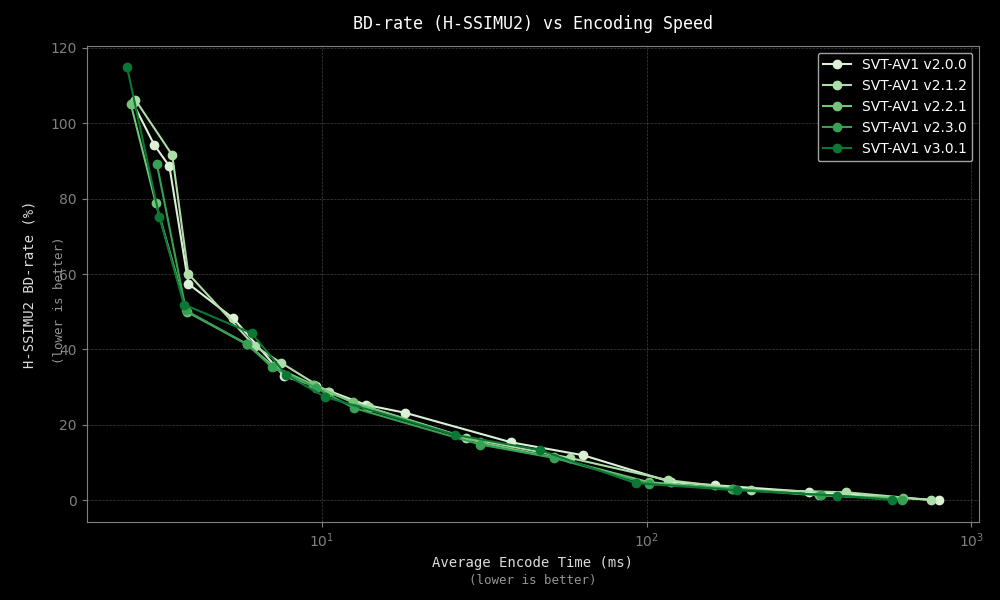 BD-rate (H-SSIMU2) vs Encoding Speed
SVT-AV1 v2.0.0
SVT-AV1 v2.1.2
SVT-AV1 v2.2.1
SVT-AV1 v2.3.0
SVT-AV1 v3.0.1
H-SSIMU2 BD-rate (%)
(lower is better)
120
100
80
60
40
20
0
10¹
10²
10³
Average Encode Time (ms)
(lower is better)